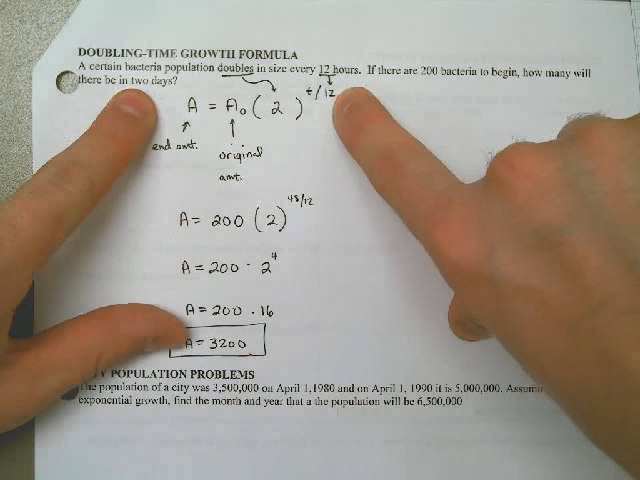 DOUBLING-TIME GROWTH FORMULA
A certain bacteria population doubles in size every 12 hours. If there are 200 bacteria to begin, how many will
there be in two days?
A = A₀ ( 2 ) ^ t/12
end amt.
original
amt.
A = 200 (2) ^ 48/12
A = 200 · 2⁴
A = 200 · 16
A = 3200
POPULATION PROBLEMS
The population of a city was 3,500,000 on April 1,1980 and on April 1, 1990 it is 5,000,000.
exponential growth, find the month and year that a the population will be 6,500,000